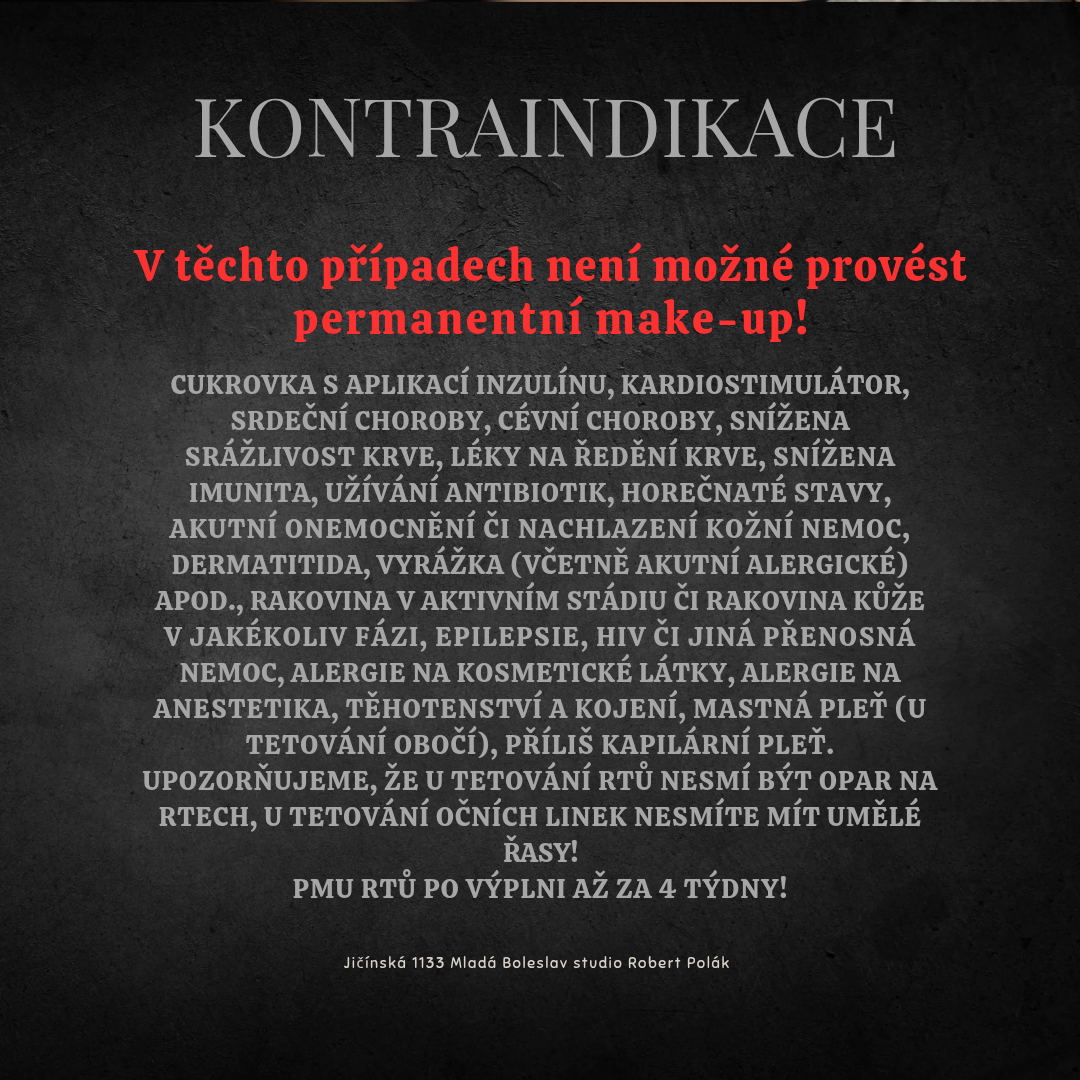 KONTRAINDIKACE
V těchto případech není možné provést
permanentní make-up!
CUKROVKA S APLIKACÍ INZULÍNU, KARDIOSTIMULÁTOR,
SRDEČNÍ CHOROBY, CÉVNÍ CHOROBY, SNÍŽENA
SRÁŽLIVOST KRVE, LÉKY NA ŘEDĚNÍ KRVE, SNÍŽENA
IMUNITA, UŽÍVÁNÍ ANTIBIOTIK, HOREČNATÉ STAVY,
AKUTNÍ ONEMOCNĚNÍ ČI NACHLAZENÍ KOŽNÍ NEMOC,
DERMATITIDA, VYRÁŽKA (VČETNĚ AKUTNÍ ALERGICKÉ)
APOD., RAKOVINA V AKTIVNÍM STÁDIU ČI RAKOVINA KŮŽE
V JAKÉKOLIV FÁZI, EPILEPSIE, HIV ČI JINÁ PŘENOSNÁ
NEMOC, ALERGIE NA KOSMETICKÉ LÁTKY, ALERGIE NA
ANESTETIKA, TĚHOTENSTVÍ A KOJENÍ, MASTNÁ PLEŤ (U
TETOVÁNÍ OBOČÍ), PŘÍLIŠ KAPILÁRNÍ PLEŤ.
UPOZORŇUJEME, ŽE U TETOVÁNÍ RTŮ NESMÍ BÝT OPAR NA
RTECH, U TETOVÁNÍ OČNÍCH LINEK NESMÍTE MÍT UMĚLÉ
ŘASY!
PMU RTŮ PO VÝPLNI AŽ ZA 4 TÝDNY!
Jičínská 1133 Mladá Boleslav studio Robert Polák